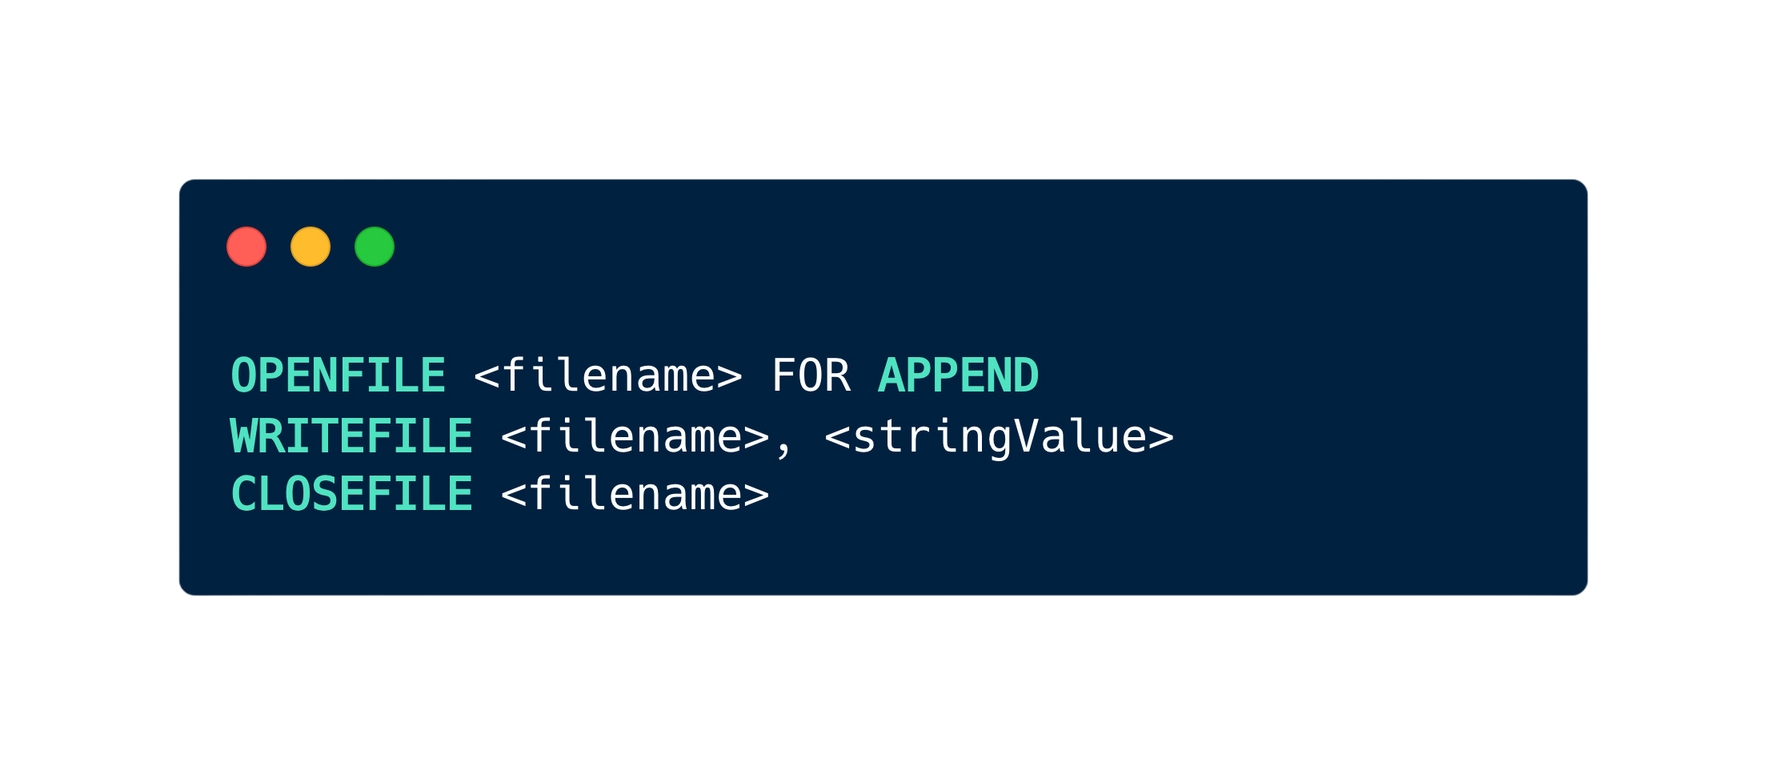 OPENFILE <filename> FOR APPEND
WRITEFILE <filename>, <stringValue>
CLOSEFILE <filename>